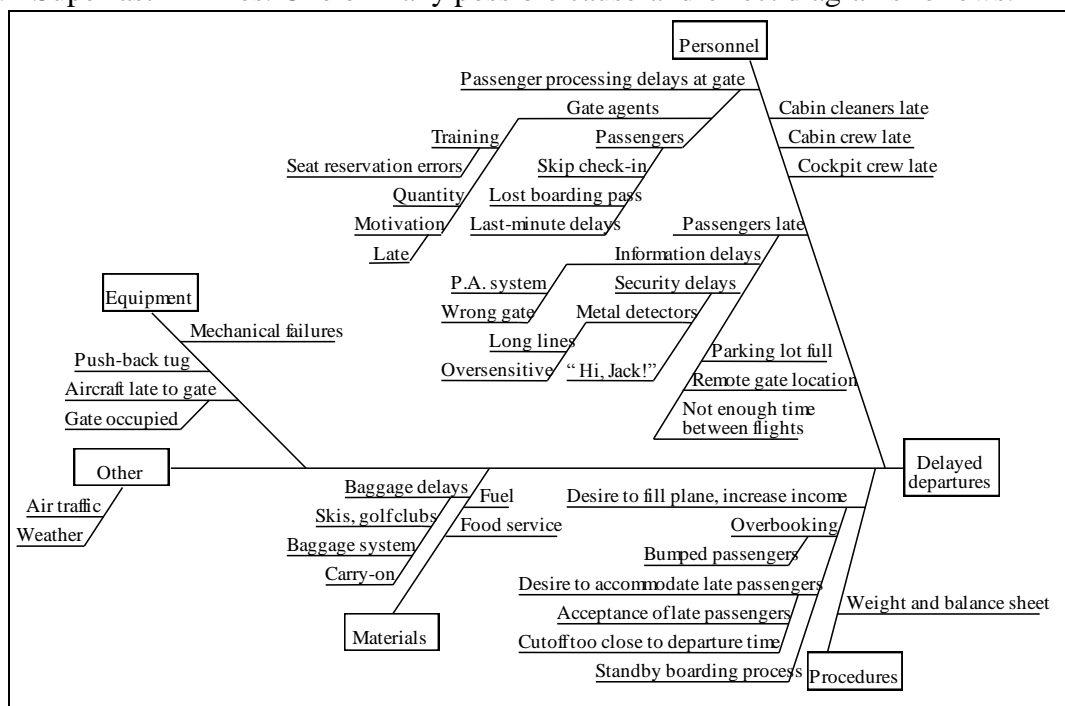 Personnel
Passenger processing delays at gate
Gate agents
Cabin cleaners late
Training
Passengers
Cabin crew late
Seat reservation errors
Skip check-in
Cockpit crew late
Quantity
Lost boarding pass
Motivation
Last-minute delays
Passengers late
Late
Information delays
P.A. system
Security delays
Equipment
Wrong gate
Metal detectors
Mechanical failures
Long lines
Parking lot full
Push-back tug
Oversensitive
“Hi, Jack!”
Aircraft late to gate
Remote gate location
Gate occupied
Not enough time
between flights
Other
Delayed
departures
Air traffic
Weather
Baggage delays
Fuel
Skis, golf clubs
Food service
Baggage system
Carry-on
Materials
Desire to fill plane, increase income
Overbooking
Bumped passengers
Desire to accommodate late passengers
Acceptance of late passengers
Weight and balance sheet
Cutoff too close to departure time
Standby boarding process
Procedures